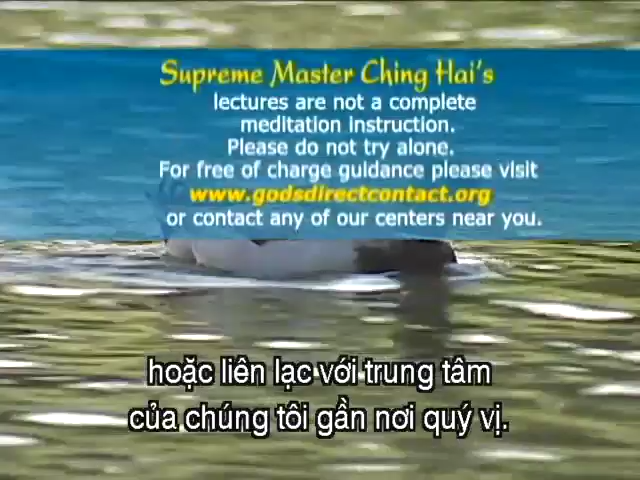 Supreme Master Ching Hai's
lectures are not a complete
meditation instruction.
Please do not try alone.
For free of charge guidance please visit
www.godsdirectcontact.org
or contact any of our centers near you.
hoặc liên lạc với trung tâm
của chúng tôi gần nơi quý vị.